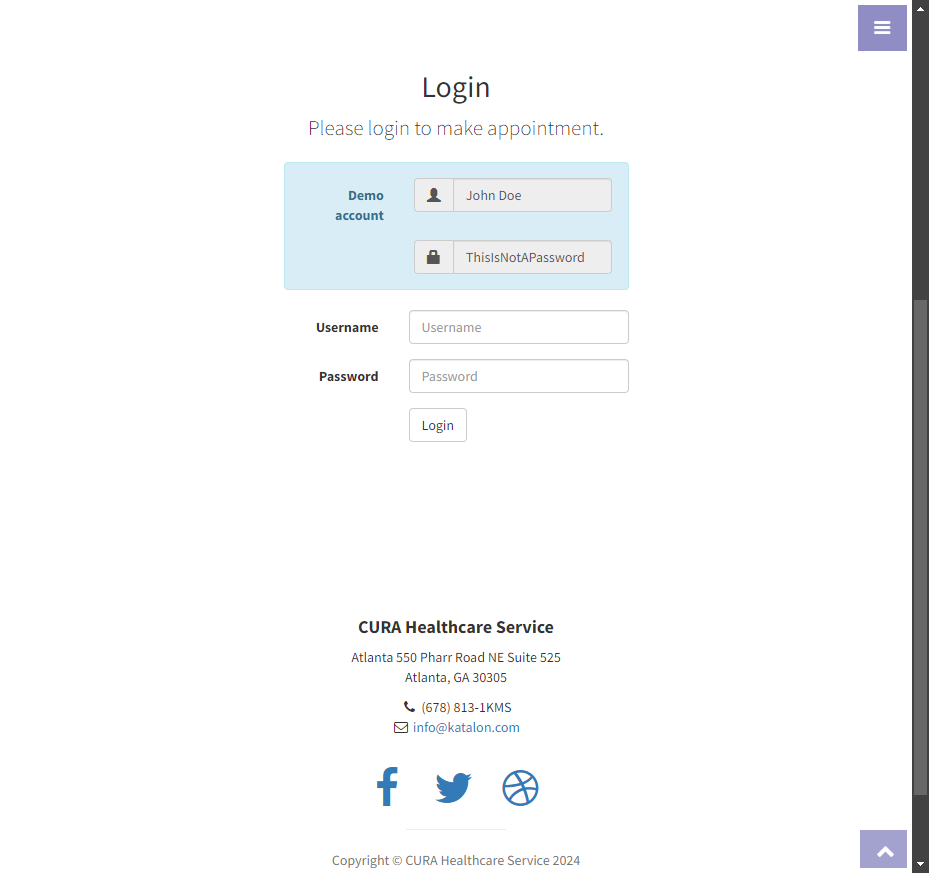 Login
Please login to make appointment.
Demo account
John Doe
ThisIsNotAPassword
Username
Username
Password
Password
Login
CURA Healthcare Service
Atlanta 550 Pharr Road NE Suite 525
Atlanta, GA 30305
(678) 813-1KMS
info@katalon.com
Copyright © CURA Healthcare Service 2024